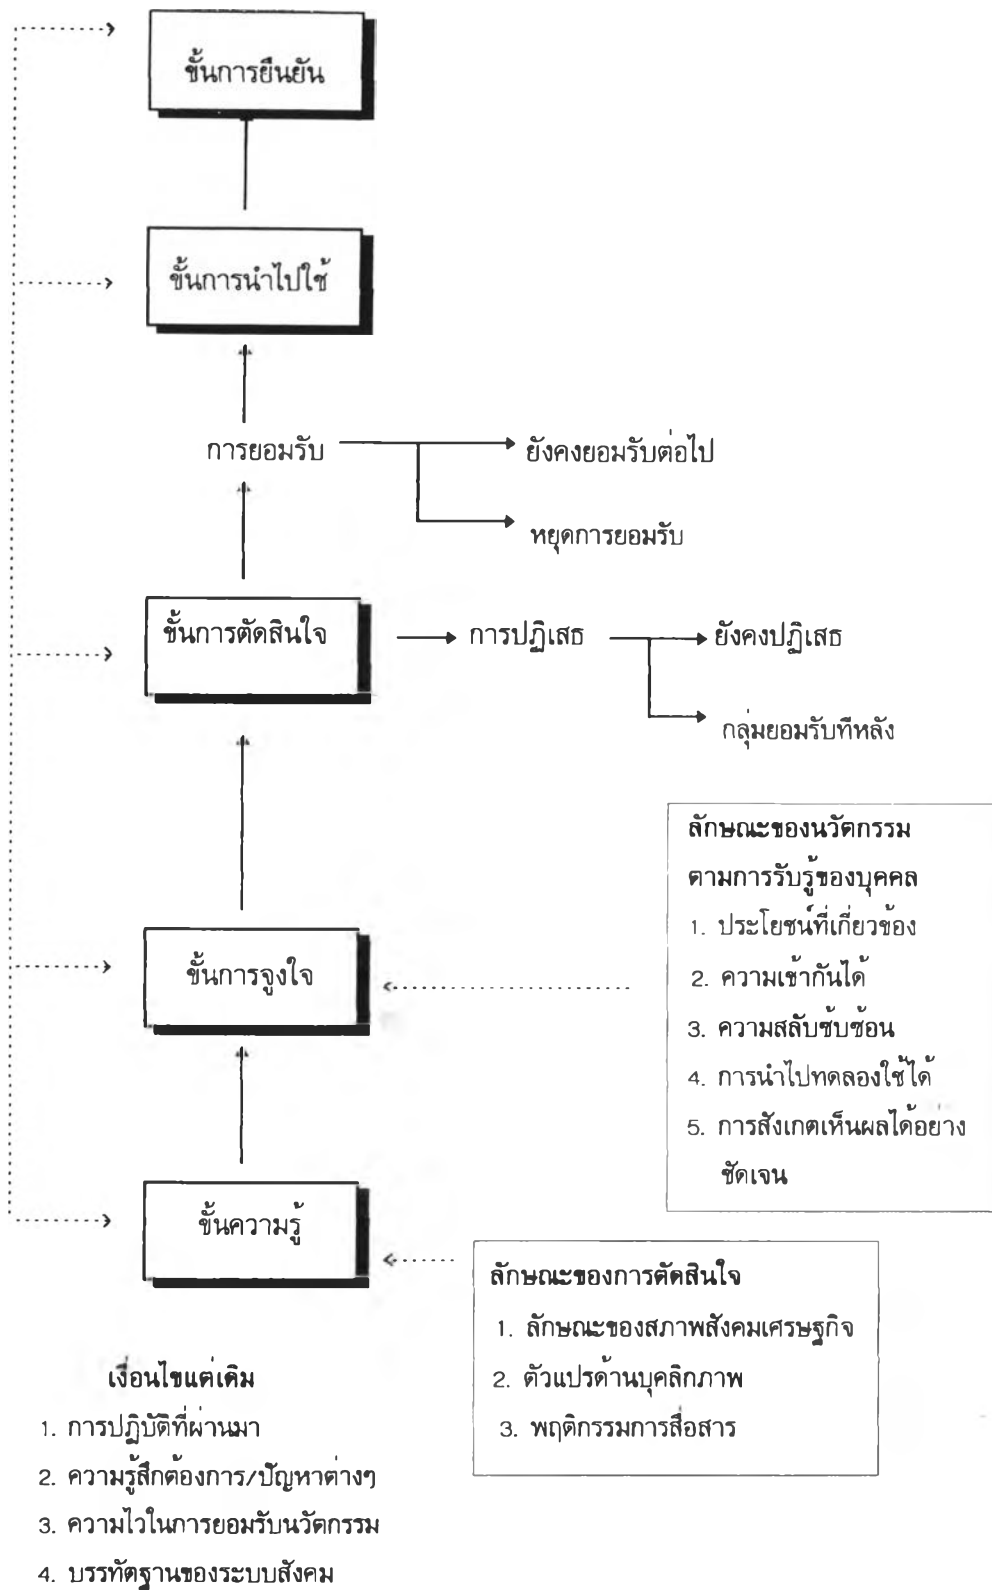 ขั้นการยืนยัน
ขั้นการนำไปใช้
การยอมรับ
ยังคงยอมรับต่อไป
หยุดการยอมรับ
ขั้นการตัดสินใจ
การปฏิเสธ
ยังคงปฏิเสธ
กลุ่มยอมรับทีหลัง
ลักษณะของนวัตกรรม
ตามการรับรู้ของบุคคล
1. ประโยชน์ที่เกี่ยวข้อง
2. ความเข้ากันได้
3. ความสลับซับซ้อน
4. การนำไปทดลองใช้ได้
5. การสังเกตเห็นผลได้อย่าง
ชัดเจน
ขั้นการจูงใจ
ขั้นความรู้
ลักษณะของการตัดสินใจ
1. ลักษณะของสภาพสังคมเศรษฐกิจ
2. ตัวแปรด้านบุคลิกภาพ
3. พฤติกรรมการสื่อสาร
เงื่อนไขแต่เดิม
1. การปฏิบัติที่ผ่านมา
2. ความรู้สึกต้องการ/ปัญหาต่างๆ
3. ความไวในการยอมรับนวัตกรรม
4. บรรทัดฐานของระบบสังคม